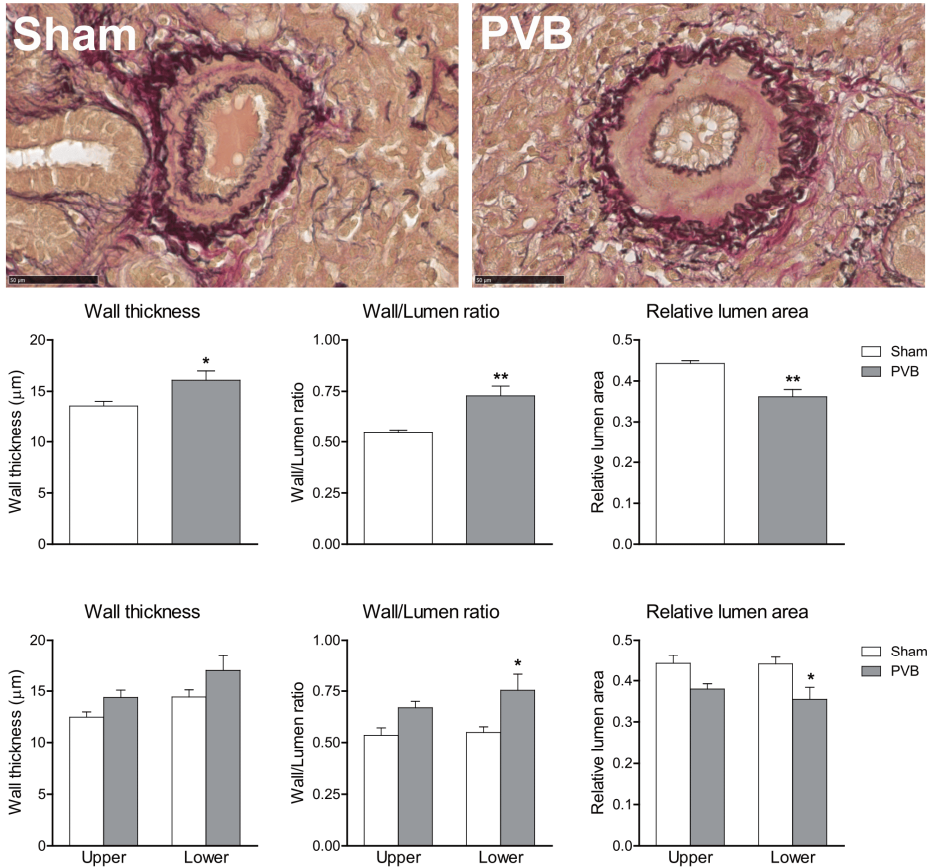 Sham
PVB
50 μm
50 μm
Wall thickness
Wall/Lumen ratio
Relative lumen area
Wall thickness (μm)
20
15
10
5
0
*
Wall/Lumen ratio
1.00
0.75
0.50
0.25
0.00
**
Relative lumen area
0.5
0.4
0.3
0.2
0.1
0.0
**
Sham
PVB
Wall thickness
Wall/Lumen ratio
Relative lumen area
Wall thickness (μm)
20
15
10
5
0
Upper
Lower
Wall/Lumen ratio
1.00
0.75
0.50
0.25
0.00
*
Upper
Lower
Relative lumen area
0.5
0.4
0.3
0.2
0.1
0.0
*
Upper
Lower
Sham
PVB